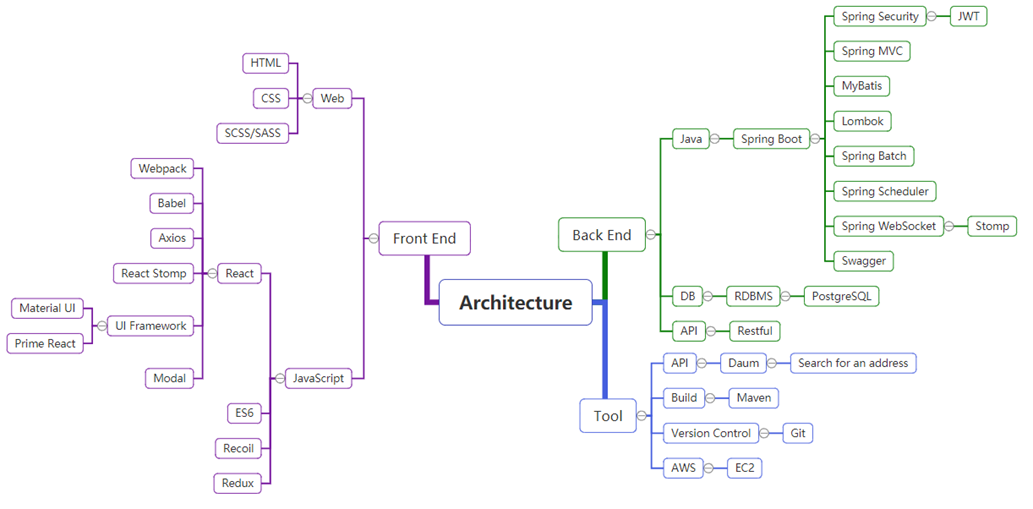 Architecture
Front End
Web
HTML
CSS
SCSS/SASS
JavaScript
React
Webpack
Babel
Axios
React Stomp
UI Framework
Material UI
Prime React
Modal
ES6
Recoil
Redux
Back End
Java
Spring Boot
Spring Security
JWT
Spring MVC
MyBatis
Lombok
Spring Batch
Spring Scheduler
Spring WebSocket
Stomp
Swagger
DB
RDBMS
PostgreSQL
API
Restful
Tool
API
Daum
Search for an address
Build
Maven
Version Control
Git
AWS
EC2